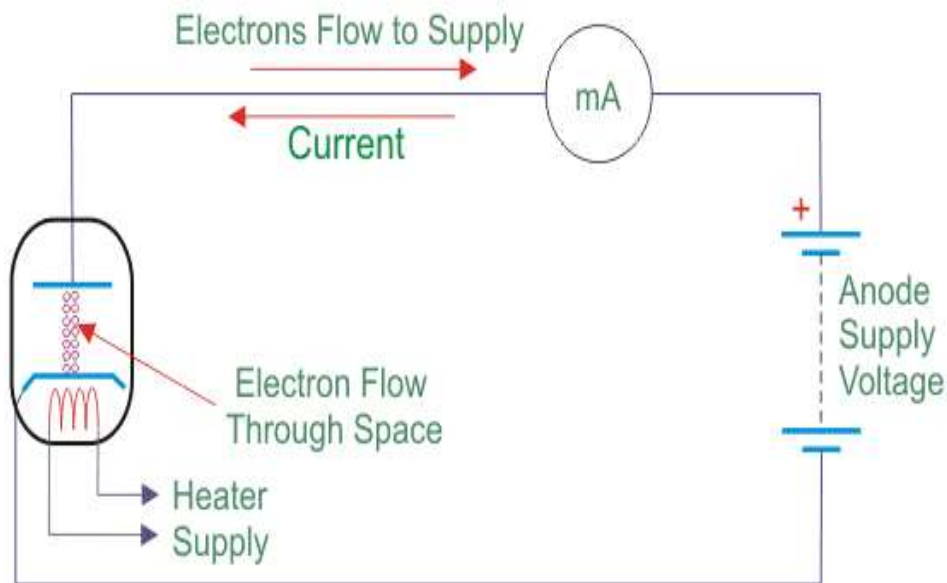 Electrons Flow to Supply
mA
Current
+
Anode
Supply
Voltage
Electron Flow
Through Space
Heater
Supply